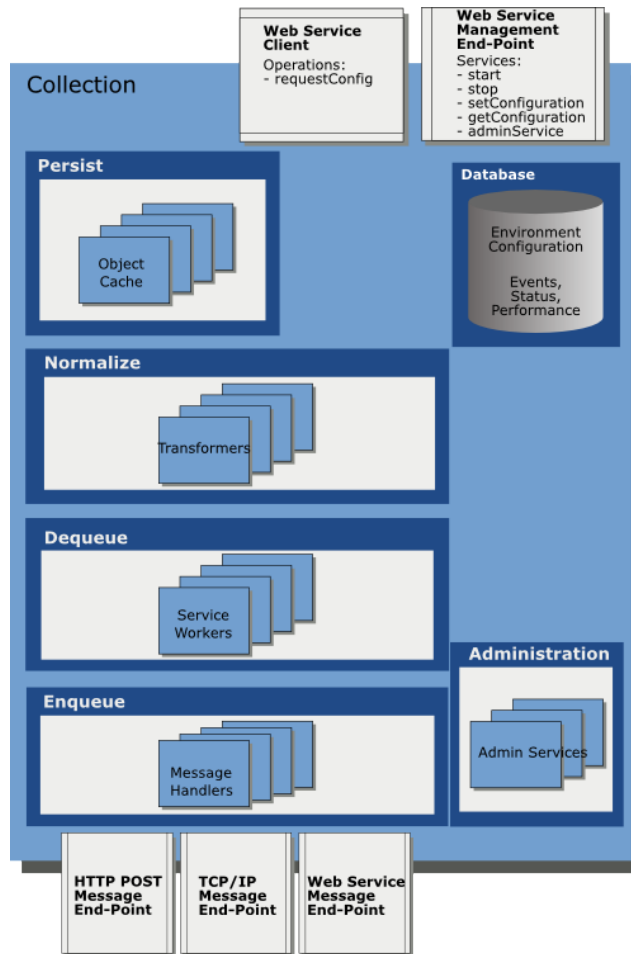 Web Service
Client
Operations:
- requestConfig
Web Service
Management
End-Point
Services:
- start
- stop
- setConfiguration
- getConfiguration
- adminService
Collection
Persist
Object
Cache
Database
Environment
Configuration
Events,
Status,
Performance
Normalize
Transformers
Dequeue
Service
Workers
Administration
Admin Services
Enqueue
Message
Handlers
HTTP POST
Message
End-Point
TCP/IP
Message
End-Point
Web Service
Message
End-Point